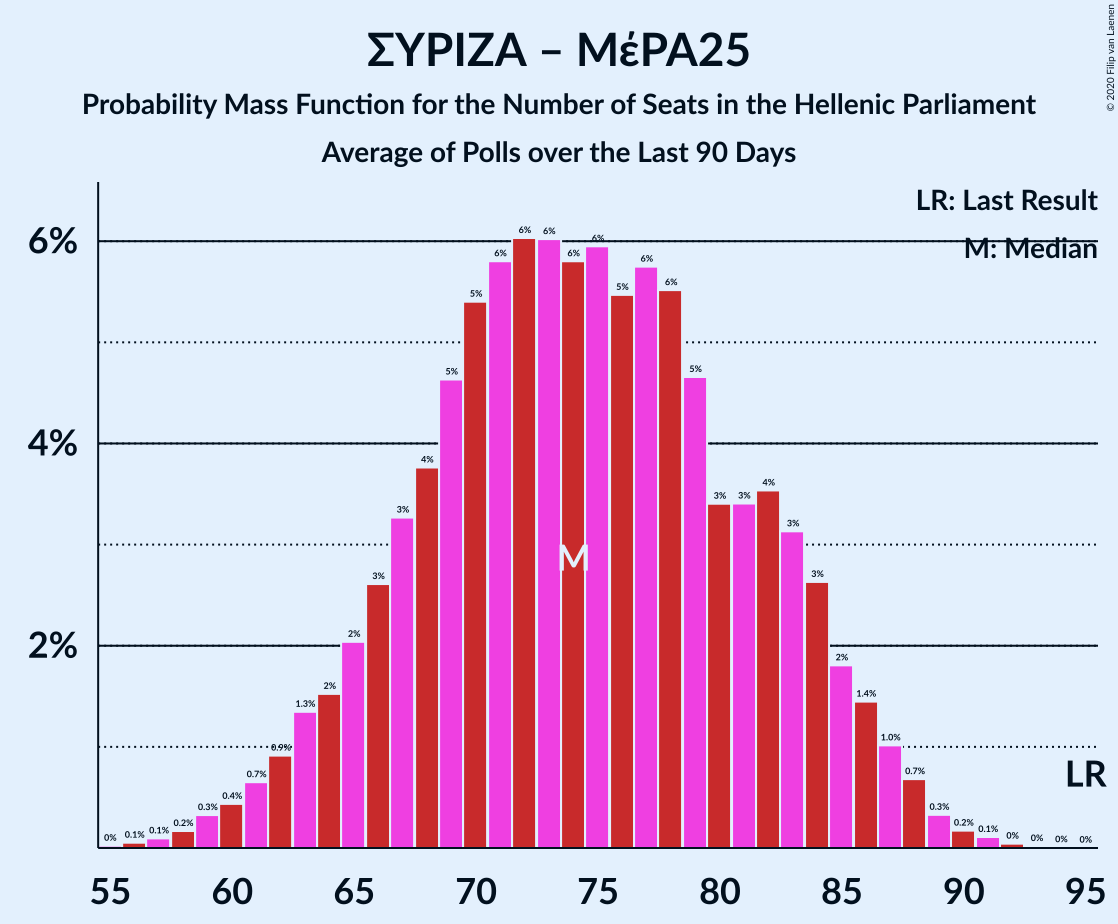 ΣΥΡΙΖΑ – ΜέΡΑ25
Probability Mass Function for the Number of Seats in the Hellenic Parliament
Average of Polls over the Last 90 Days
© 2020 Filip van Laenen
LR: Last Result
M: Median
6%
4%
2%
0% 0.1% 0.1% 0.2% 0.3% 0.4% 0.7% 0.9% 1.3% 2% 2% 3% 3% 4% 5% 5% 6% 6% 6% 6% 6% 5% 6% 6% 5% 3% 3% 4% 3% 3% 2% 1.4% 1.0% 0.7% 0.3% 0.2% 0.1% 0% 0% 0% 0%
M
LR
55 60 65 70 75 80 85 90 95